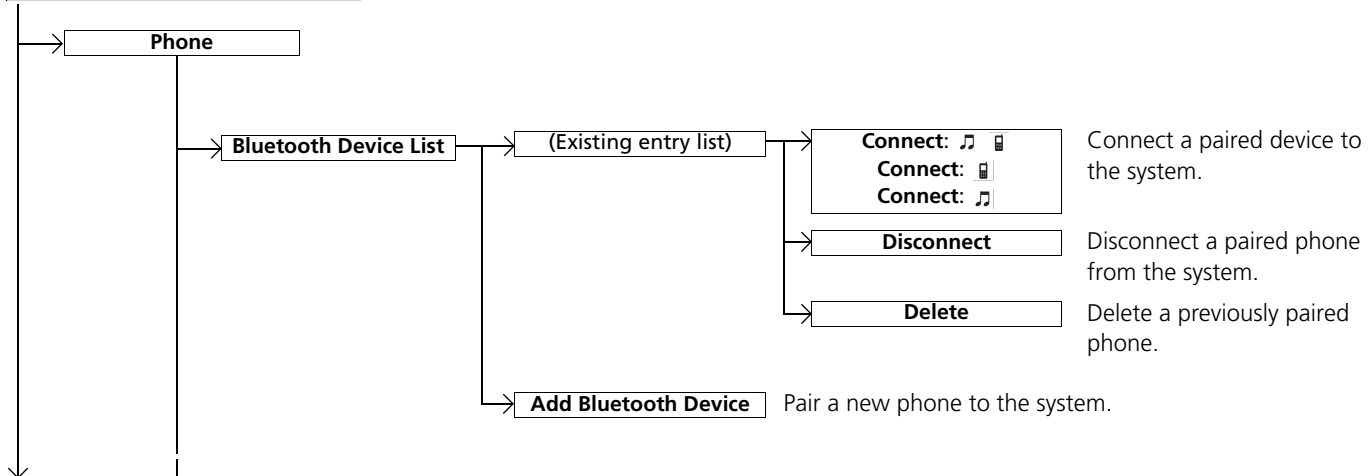 Phone
Bluetooth Device List
(Existing entry list)
Connect:
Connect:
Connect:
Connect a paired device to
the system.
Disconnect
Disconnect a paired phone
from the system.
Delete
Delete a previously paired
phone.
Add Bluetooth Device
Pair a new phone to the system.